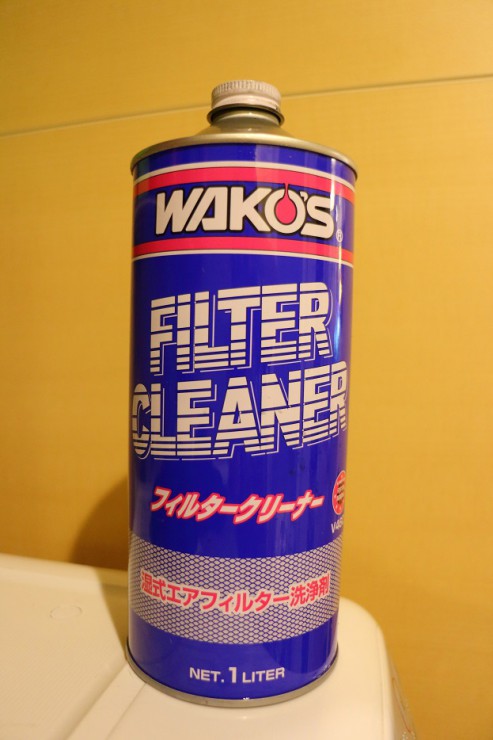 WAKO'S®
FILTER
CLEANER
フィルタークリーナー
湿式エアフィルター洗浄剤
NET. 1 LITER